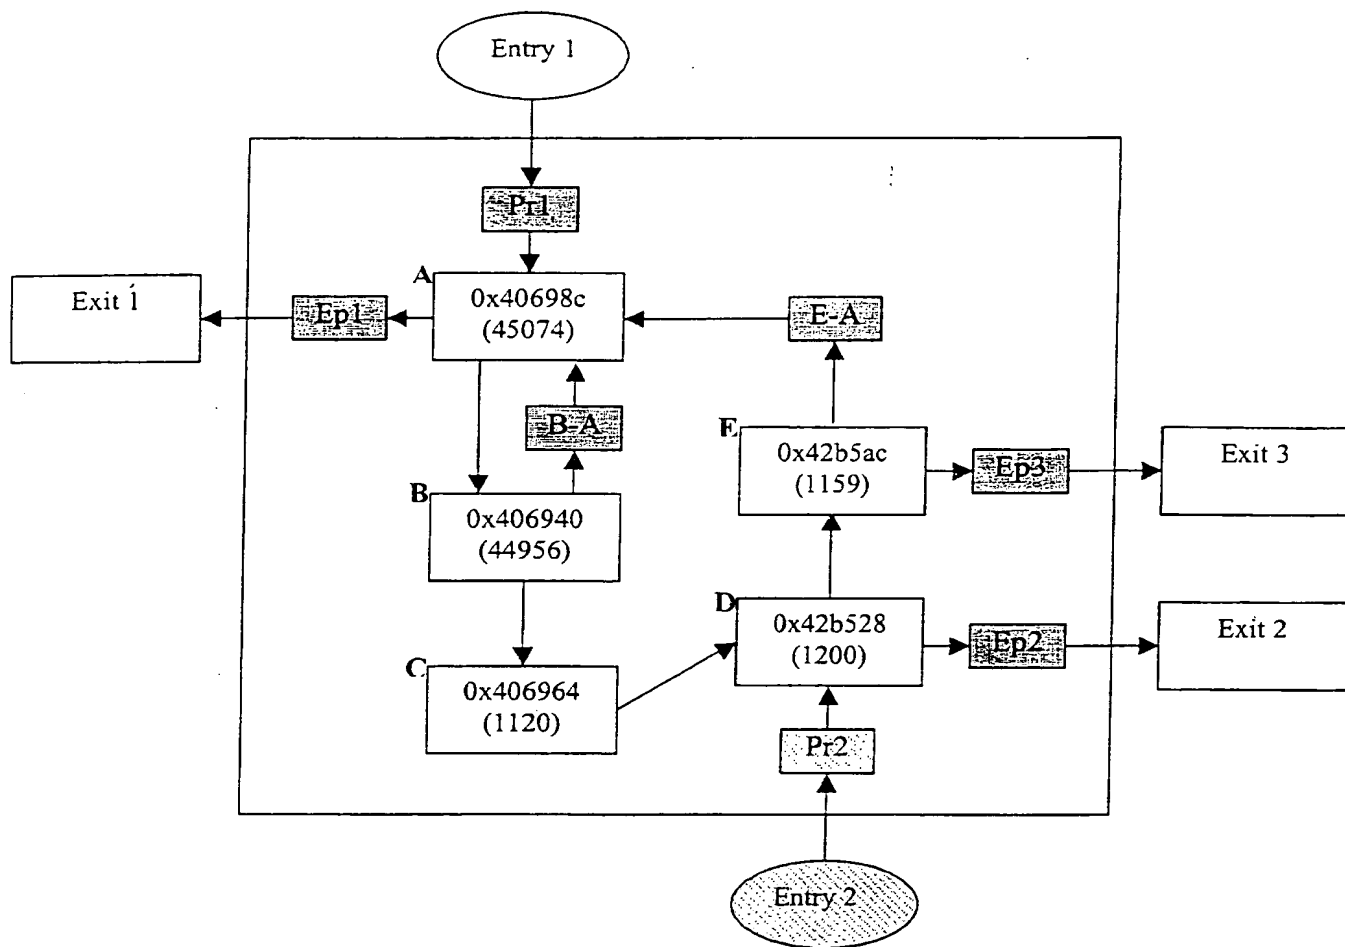 Entry 1
Pr1
A
0x40698c
(45074)
Exit 1
Ep1
E-A
B-A
E
0x42b5ac
(1159)
Ep3
Exit 3
B
0x406940
(44956)
D
0x42b528
(1200)
Ep2
Exit 2
C
0x406964
(1120)
Pr2
Entry 2